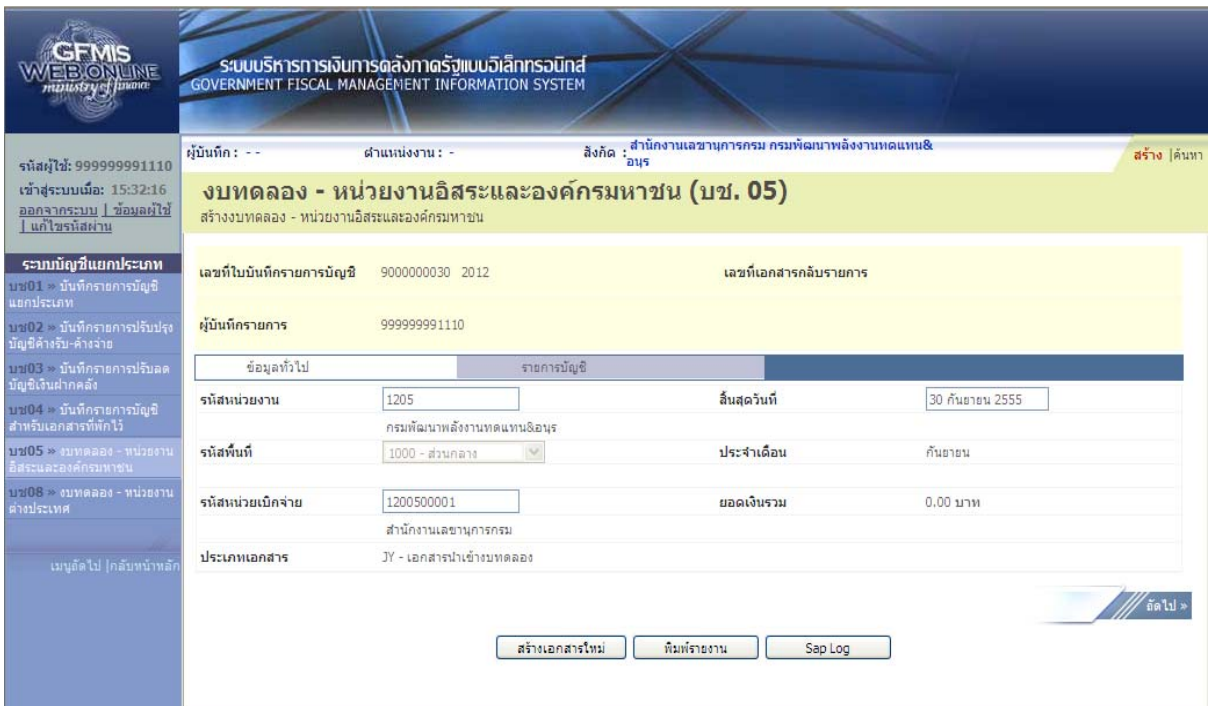 GFMIS
WEB ONLINE
ministry of finance
ระบบบริหารการเงินการคลังภาครัฐแบบอิเล็กทรอนิกส์
GOVERNMENT FISCAL MANAGEMENT INFORMATION SYSTEM
รหัสผู้ใช้: 999999991110
เข้าสู่ระบบเมื่อ: 15:32:16
ออกจากระบบ | ข้อมูลผู้ใช้
| แก้ไขรหัสผ่าน
ผู้บันทึก : - - ตำแหน่งงาน : - สังกัด : สำนักงานเลขานุการกรม กรมพัฒนาพลังงานทดแทน&
อนุร
สร้าง |ค้นหา
งบทดลอง - หน่วยงานอิสระและองค์กรมหาชน (บช. 05)
สร้างงบทดลอง - หน่วยงานอิสระและองค์กรมหาชน
ระบบบัญชีแยกประเภท
บช01 » บันทึกรายการบัญชี
แยกประเภท
บช02 » บันทึกรายการปรับปรุง
บัญชีค้างรับ-ค้างจ่าย
บช03 » บันทึกรายการปรับลด
บัญชีเงินฝากคลัง
บช04 » บันทึกรายการบัญชี
สำหรับเอกสารที่พักไว้
บช05 » งบทดลอง - หน่วยงาน
อิสระและองค์กรมหาชน
บช08 » งบทดลอง - หน่วยงาน
ต่างประเทศ
เมนูถัดไป |กลับหน้าหลัก
เลขที่ใบบันทึกรายการบัญชี 9000000030 2012 เลขที่เอกสารกลับรายการ
ผู้บันทึกรายการ 999999991110
ข้อมูลทั่วไป รายการบัญชี
รหัสหน่วยงาน 1205 สิ้นสุดวันที่ 30 กันยายน 2555
กรมพัฒนาพลังงานทดแทน&อนุร
รหัสพื้นที่ 1000 - ส่วนกลาง ประจำเดือน กันยายน
รหัสหน่วยเบิกจ่าย 1200500001 ยอดเงินรวม 0.00 บาท
สำนักงานเลขานุการกรม
ประเภทเอกสาร JY - เอกสารนำเข้างบทดลอง
ถัดไป »
สร้างเอกสารใหม่ พิมพ์รายงาน Sap Log